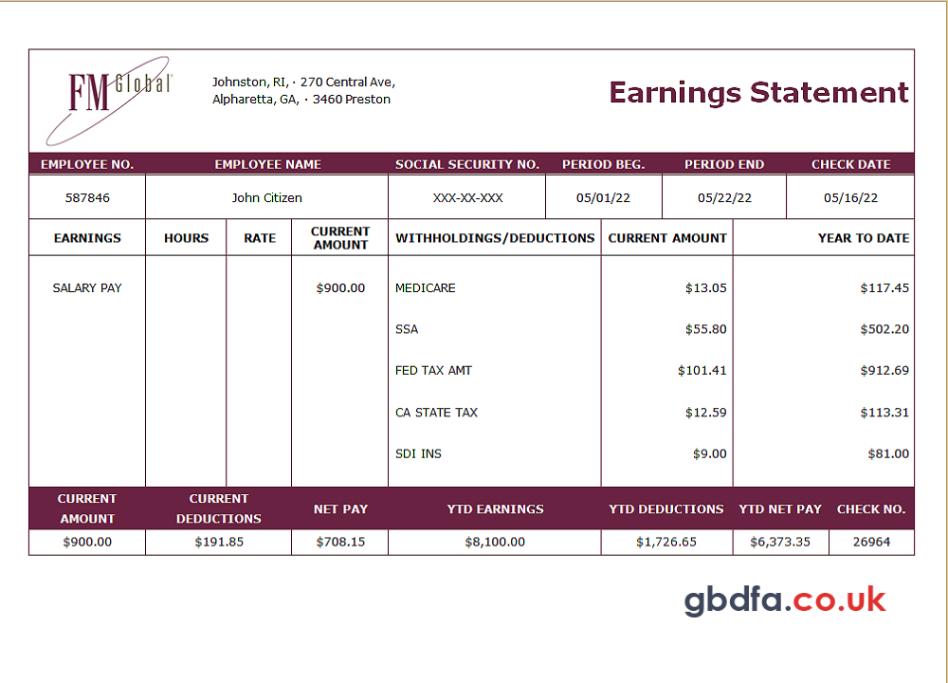 FM Global
Johnston, RI, · 270 Central Ave,
Alpharetta, GA, · 3460 Preston
Earnings Statement
EMPLOYEE NO. EMPLOYEE NAME SOCIAL SECURITY NO. PERIOD BEG. PERIOD END CHECK DATE
587846 John Citizen XXX-XX-XXX 05/01/22 05/22/22 05/16/22
EARNINGS HOURS RATE CURRENT AMOUNT WITHHOLDINGS/DEDUCTIONS CURRENT AMOUNT YEAR TO DATE
SALARY PAY $900.00 MEDICARE $13.05 $117.45
SSA $55.80 $502.20
FED TAX AMT $101.41 $912.69
CA STATE TAX $12.59 $113.31
SDI INS $9.00 $81.00
CURRENT AMOUNT CURRENT DEDUCTIONS NET PAY YTD EARNINGS YTD DEDUCTIONS YTD NET PAY CHECK NO.
$900.00 $191.85 $708.15 $8,100.00 $1,726.65 $6,373.35 26964
gbdfa.co.uk